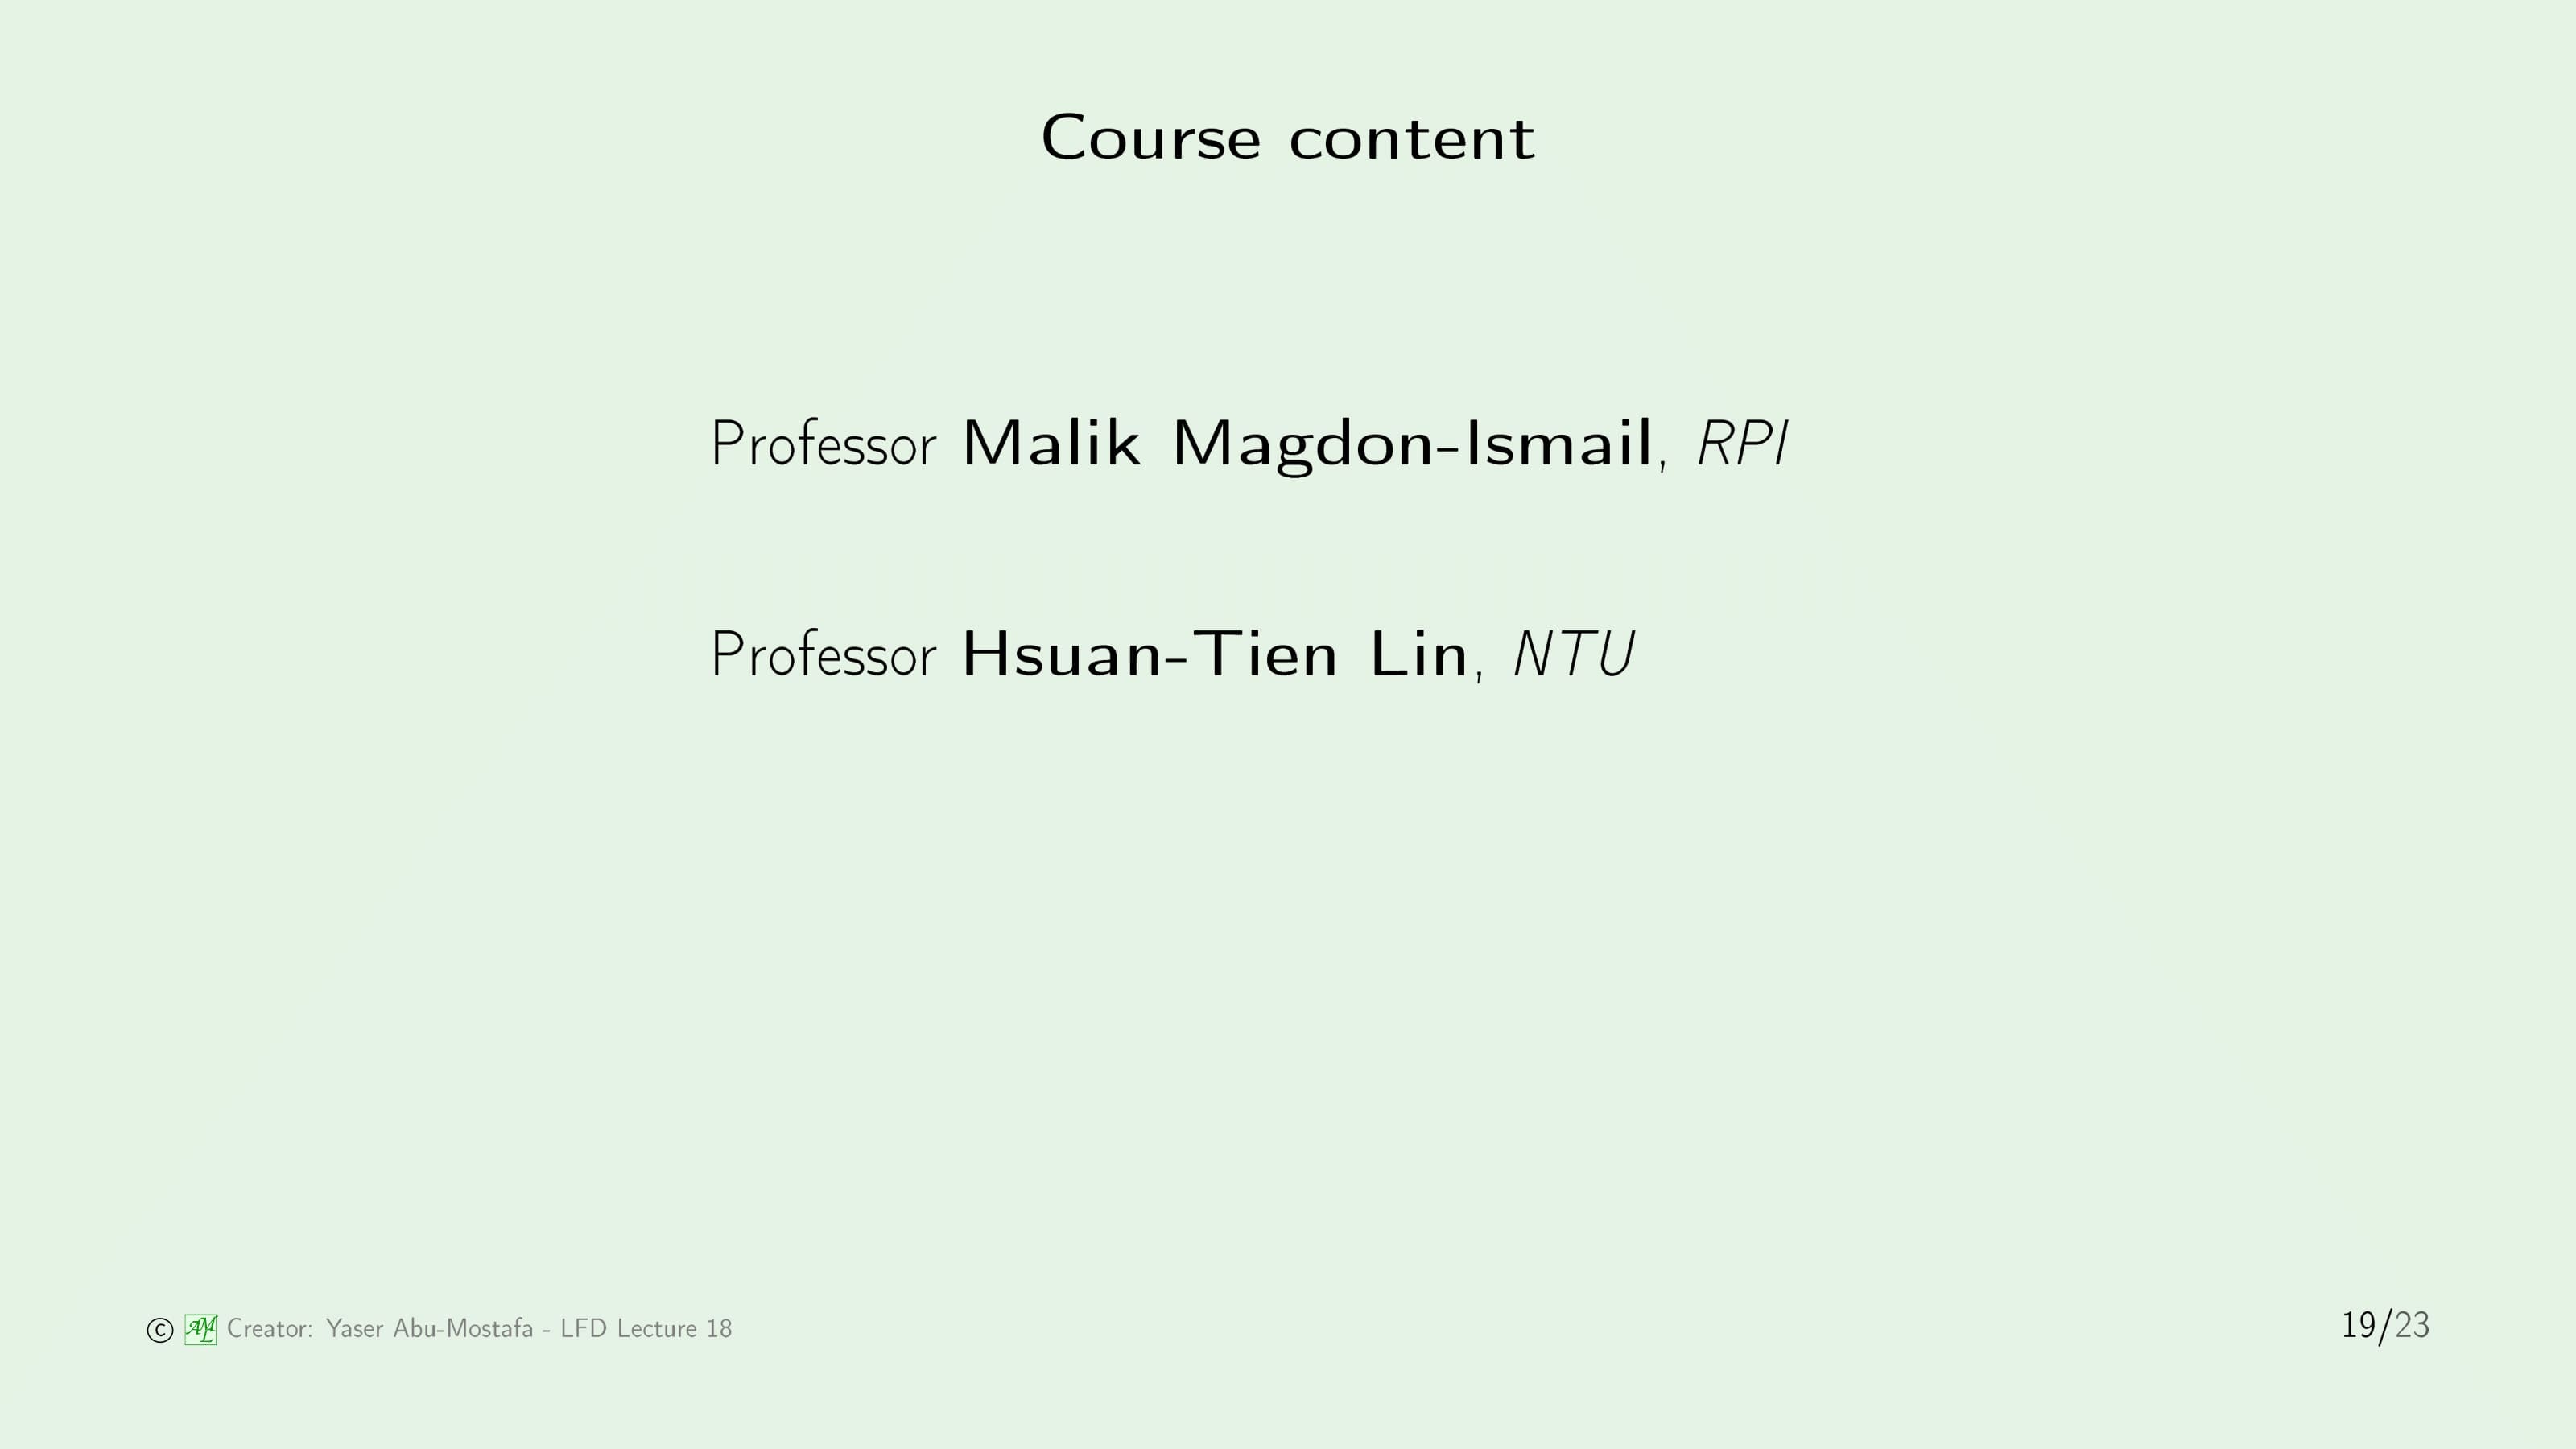 Course content
Professor Malik Magdon-Ismail, RPI
Professor Hsuan-Tien Lin, NTU
© AML Creator: Yaser Abu-Mostafa - LFD Lecture 18
19/23